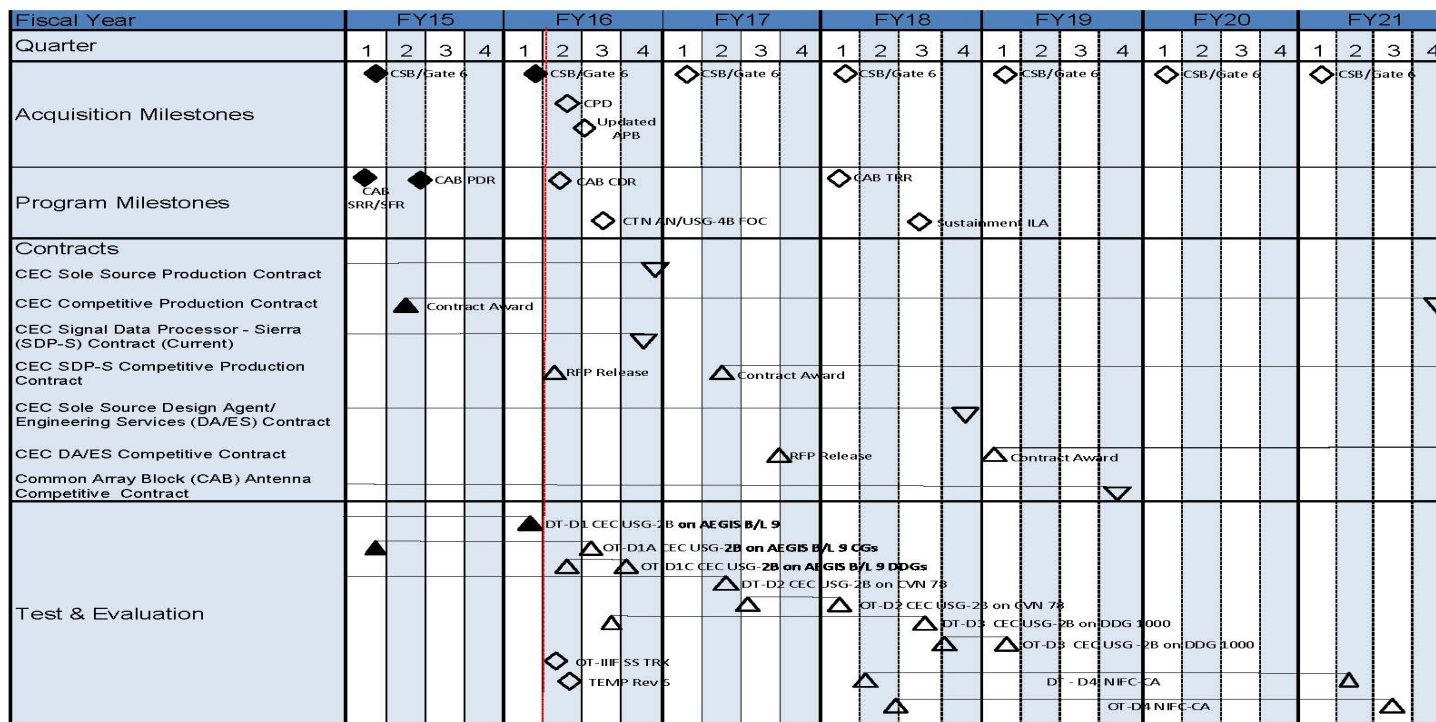 Fiscal Year FY15 FY16 FY17 FY18 FY19 FY20 FY21
Quarter 1 2 3 4 1 2 3 4 1 2 3 4 1 2 3 4 1 2 3 4 1 2 3 4 1 2 3 4
CSB/Gate 6 CSB/Gate 6 CSB/Gate 6 CSB/Gate 6 CSB/Gate 6 CSB/Gate 6 CSB/Gate 6
Acquisition Milestones
CPD
Updated
APB
Program Milestones
CAB
SRR/SFR
CAB PDR
CAB CDR
CAB TRR
CTN AN/USG-4B FOC
Sustainment ILA
Contracts
CEC Sole Source Production Contract
CEC Competitive Production Contract
Contract Award
CEC Signal Data Processor - Sierra
(SDP-S) Contract (Current)
CEC SDP-S Competitive Production
Contract
RFP Release
Contract Award
CEC Sole Source Design Agent/
Engineering Services (DA/ES) Contract
CEC DA/ES Competitive Contract
RFP Release
Contract Award
Common Array Block (CAB) Antenna
Competitive Contract
Test & Evaluation
DT-D1 CEC USG-2B on AEGIS B/L 9
OT-D1A CEC USG-2B on AEGIS B/L 9 CGs
OT-D1C CEC USG-2B on AEGIS B/L 9 DDGs
DT-D2 CEC USG-2B on CVN 78
OT-D2 CEC USG-2B on CVN 78
DT-D3 CEC USG-2B on DDG 1000
OT-D3 CEC USG-2B on DDG 1000
OT-IIIF SS TRX
TEMP Rev 6
DT - D4 NIFC-CA
OT-D4 NIFC-CA